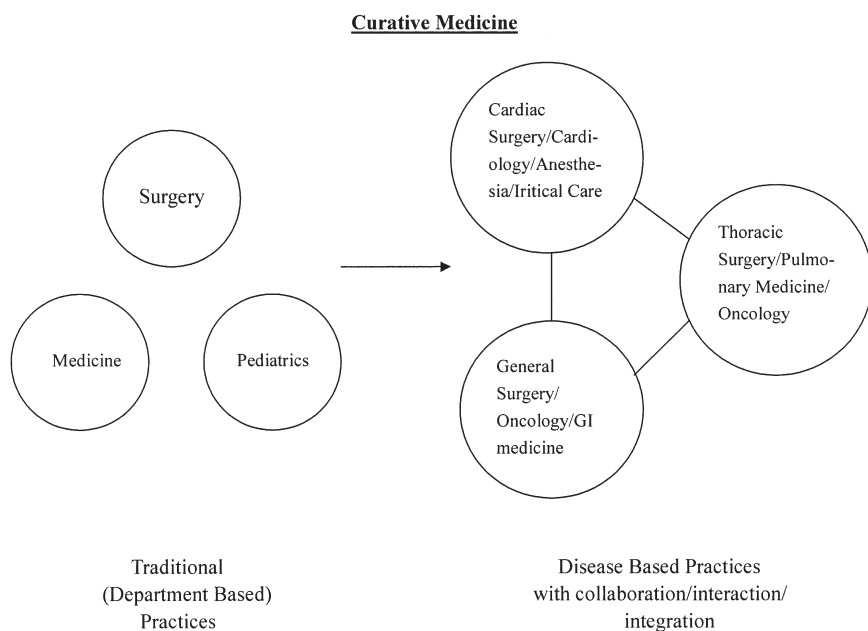 Curative Medicine
Surgery
Medicine
Pediatrics
Cardiac
Surgery/Cardi-
ology/Anesthe-
sia/Iritical Care
Thoracic
Surgery/Pulmo-
nary Medicine/
Oncology
General
Surgery/
Oncology/GI
medicine
Traditional
(Department Based)
Practices
Disease Based Practices
with collaboration/interaction/
integration